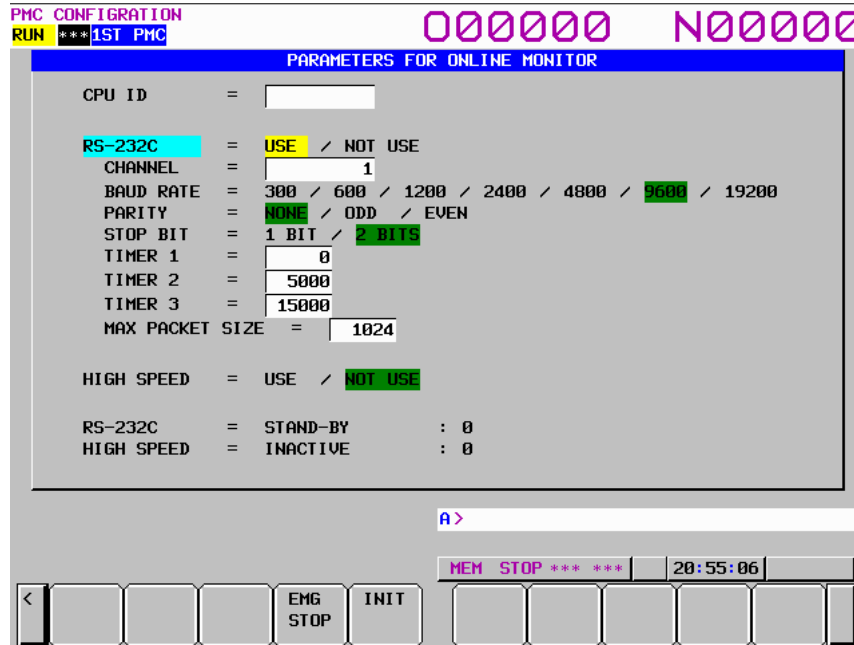 PMC CONFIGRATION O00000 N00000
RUN ***1ST PMC
PARAMETERS FOR ONLINE MONITOR
CPU ID =
RS-232C = USE / NOT USE
CHANNEL = 1
BAUD RATE = 300 / 600 / 1200 / 2400 / 4800 / 9600 / 19200
PARITY = NONE / ODD / EVEN
STOP BIT = 1 BIT / 2 BITS
TIMER 1 = 0
TIMER 2 = 5000
TIMER 3 = 15000
MAX PACKET SIZE = 1024
HIGH SPEED = USE / NOT USE
RS-232C = STAND-BY : 0
HIGH SPEED = INACTIVE : 0
A>
MEM STOP *** *** 20:55:06
< EMG STOP INIT